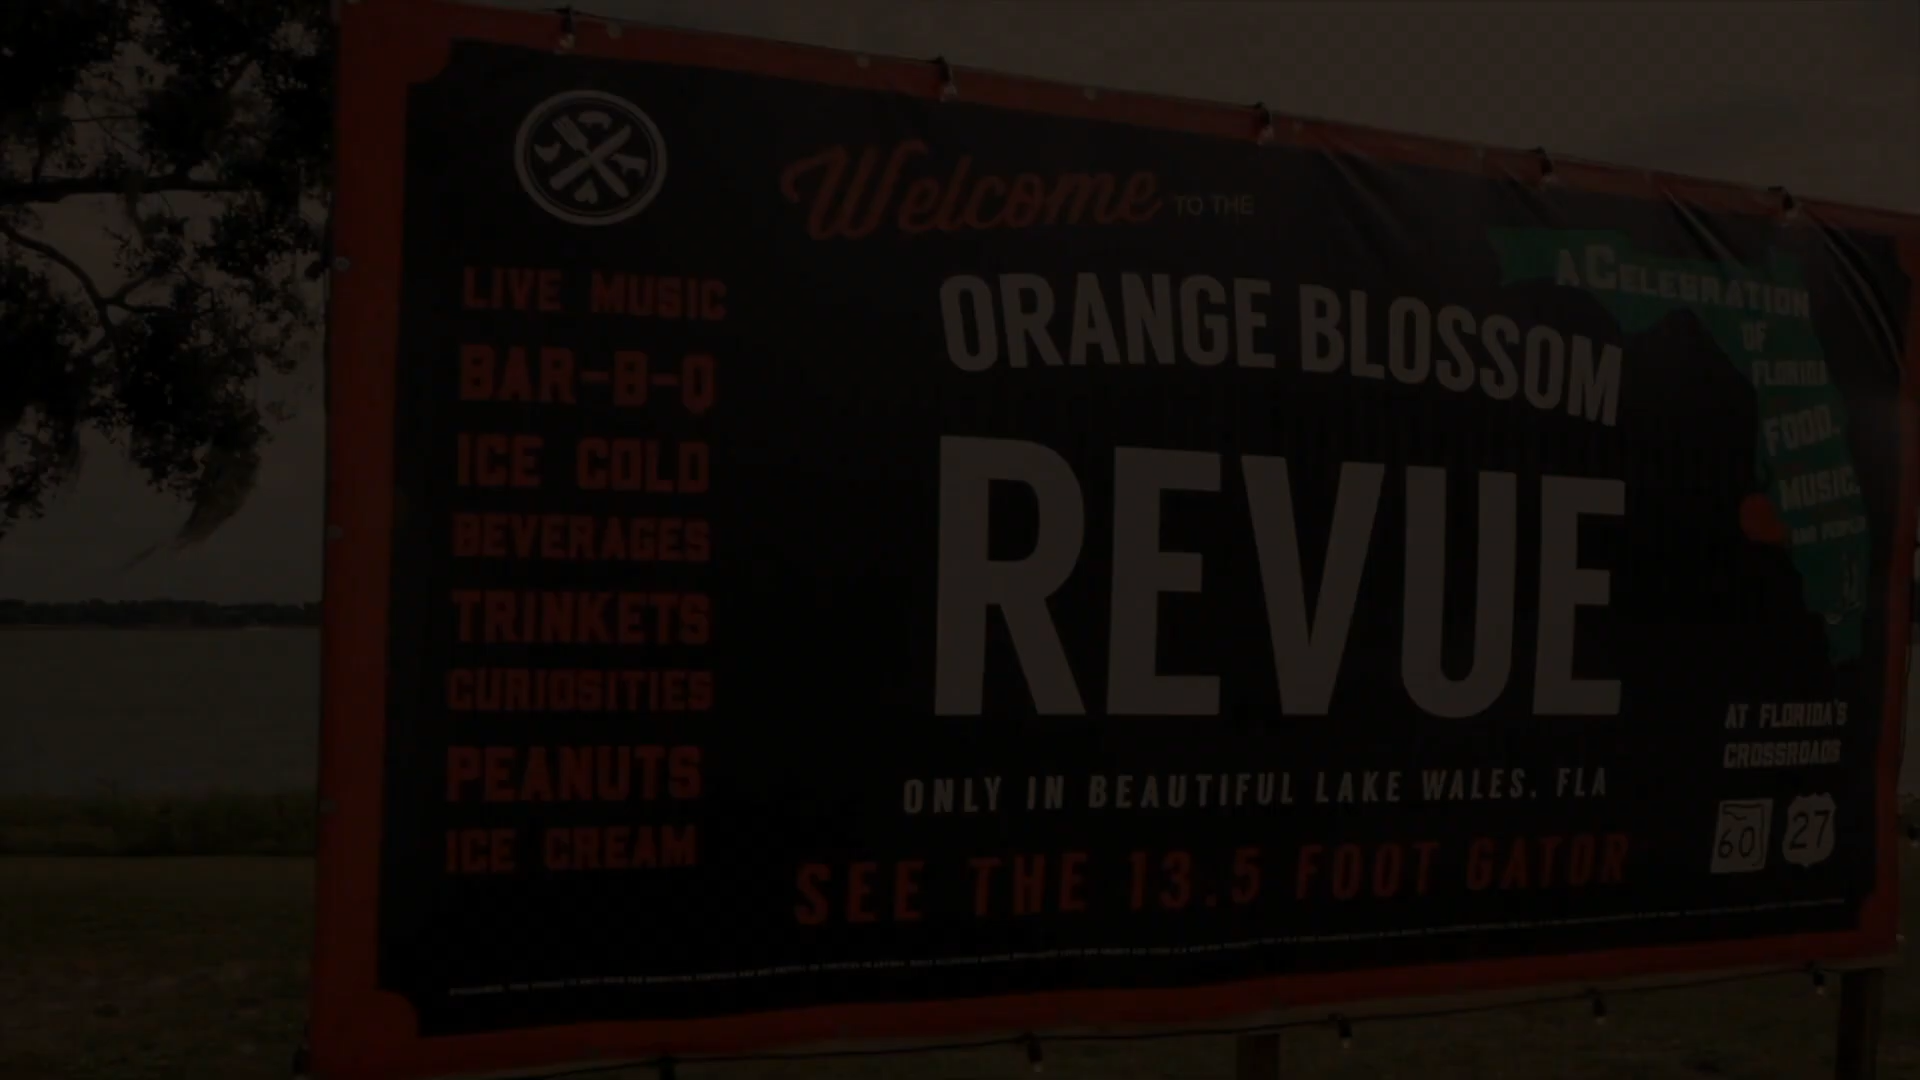 Welcome TO THE
ORANGE BLOSSOM
REVUE
ONLY IN BEAUTIFUL LAKE WALES, FLA
SEE THE 13.5 FOOT GATOR
LIVE MUSIC
BAR-B-Q
ICE COLD
BEVERAGES
TRINKETS
CURIOSITIES
PEANUTS
ICE CREAM
A CELEBRATION
OF
FLORIDA
FOOD,
MUSIC,
AND PEOPLE
AT FLORIDA'S
CROSSROADS
60 27